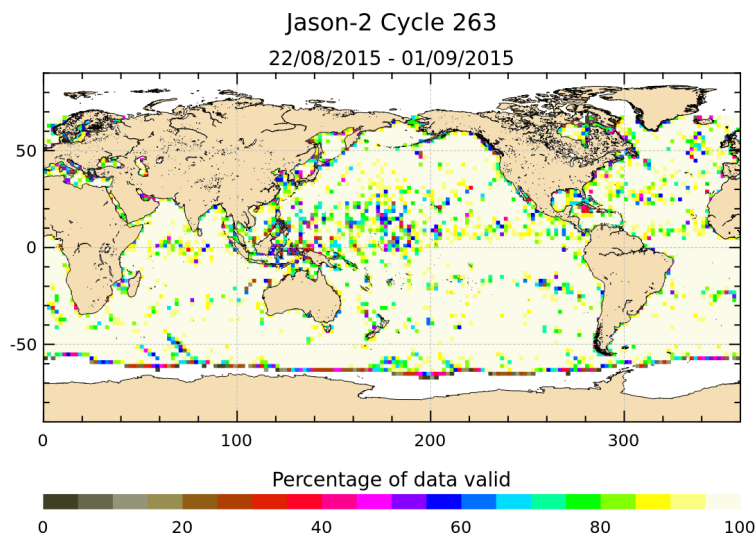 Jason-2 Cycle 263
22/08/2015 - 01/09/2015
50
0
-50
0 100 200 300
Percentage of data valid
0 20 40 60 80 100